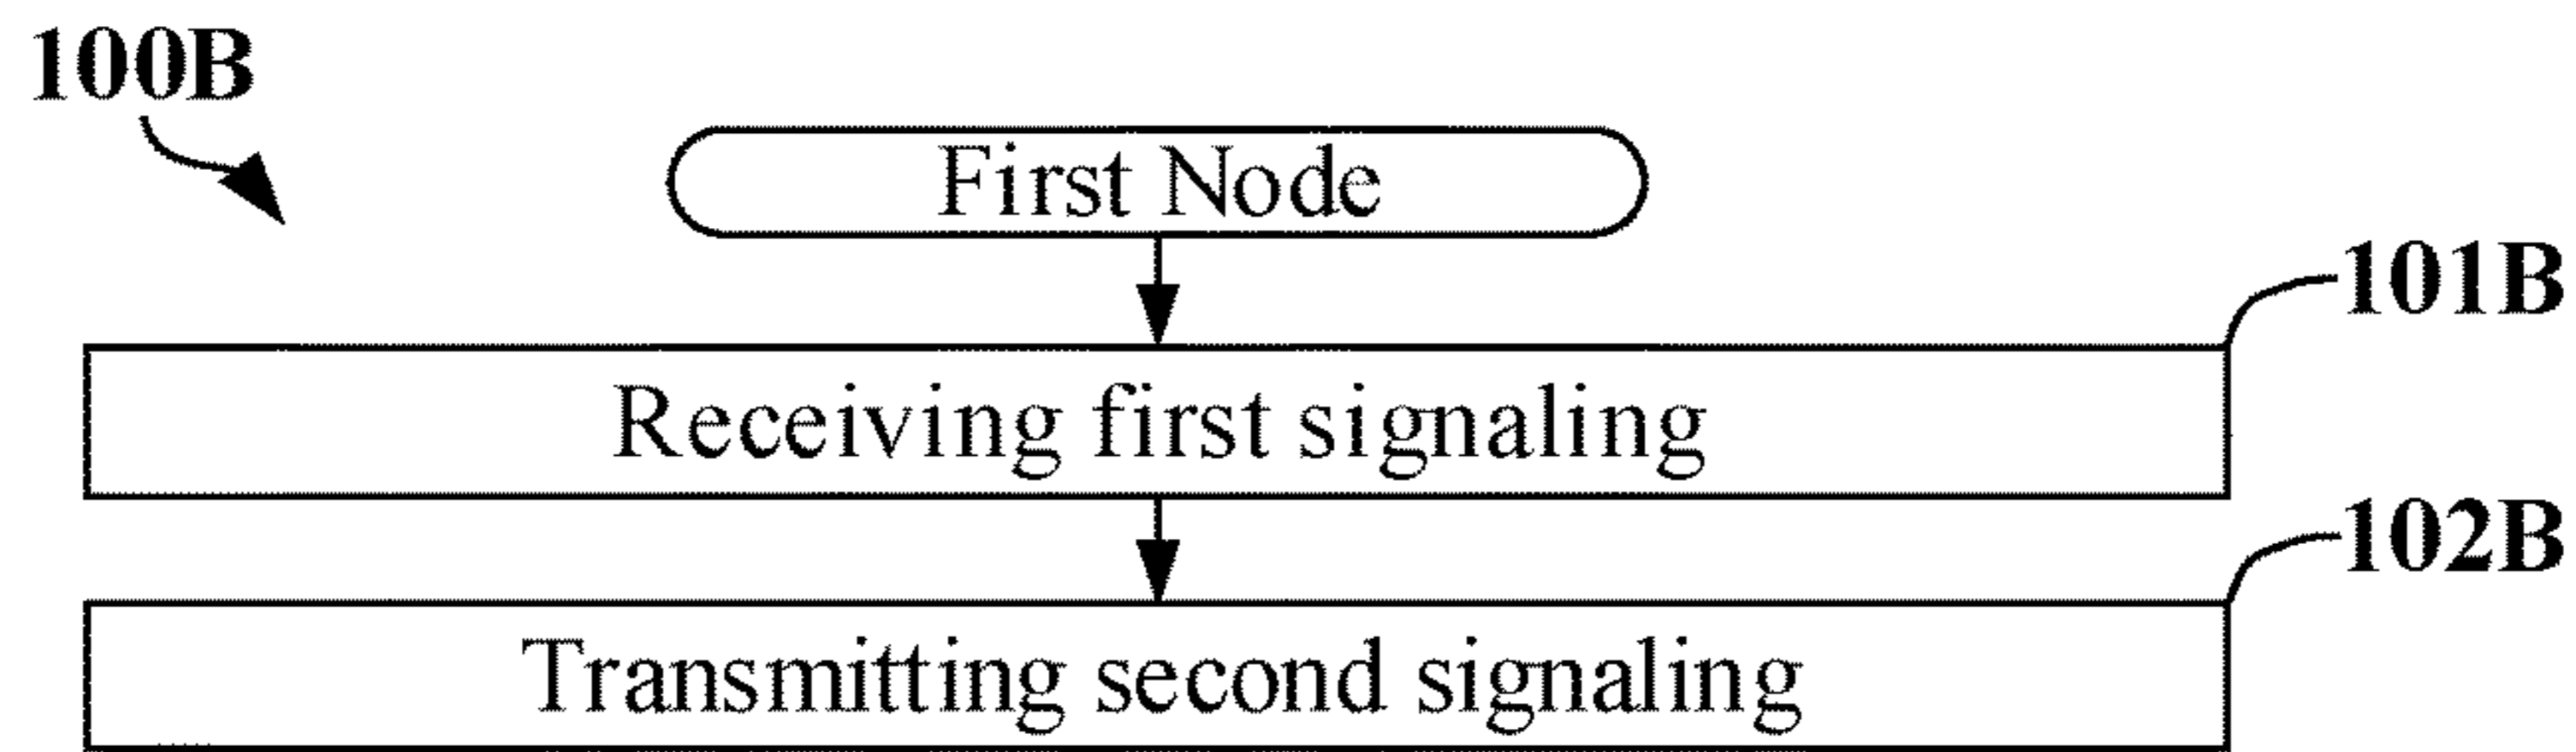 100B
First Node
101B
Receiving first signaling
102B
Transmitting second signaling